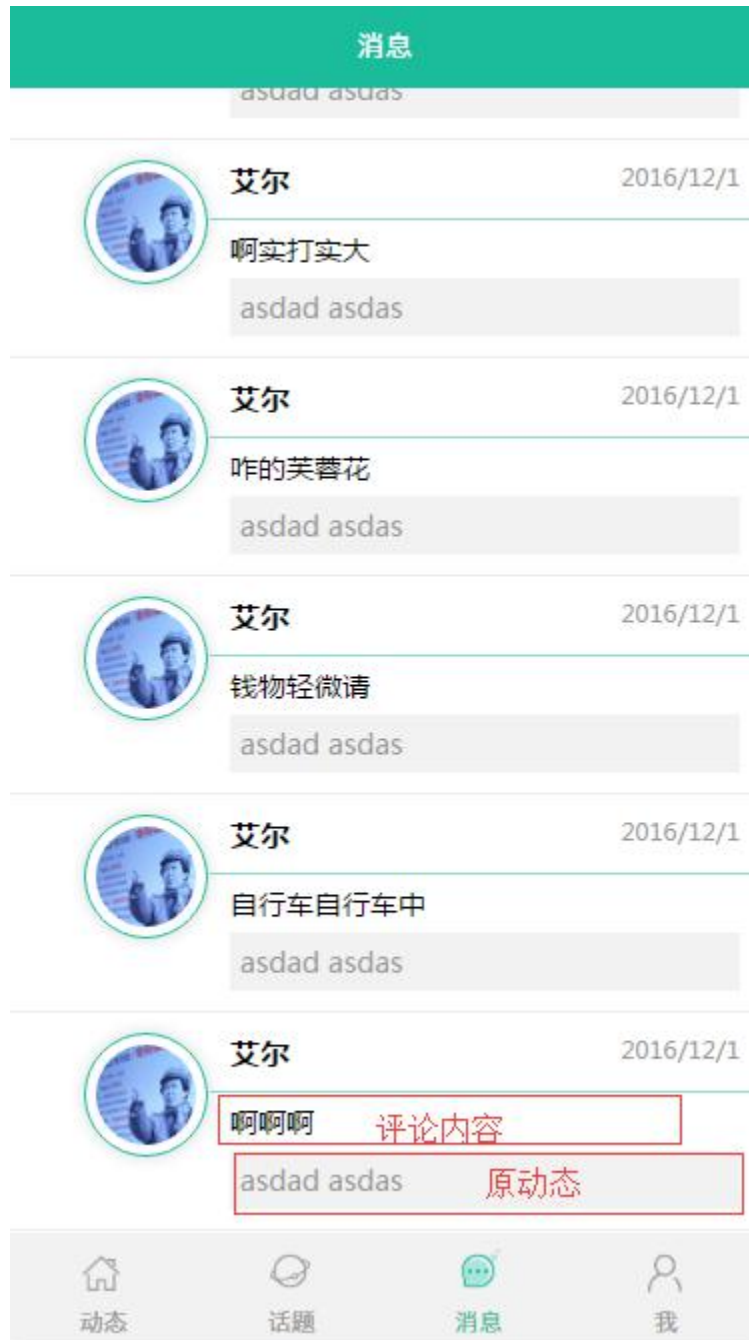 消息
asdad asdas
艾尔
2016/12/1
啊实打实大
asdad asdas
艾尔
2016/12/1
咋的芙蓉花
asdad asdas
艾尔
2016/12/1
钱物轻微请
asdad asdas
艾尔
2016/12/1
自行车自行车中
asdad asdas
艾尔
2016/12/1
啊啊啊 评论内容
asdad asdas 原动态
动态 话题 消息 我